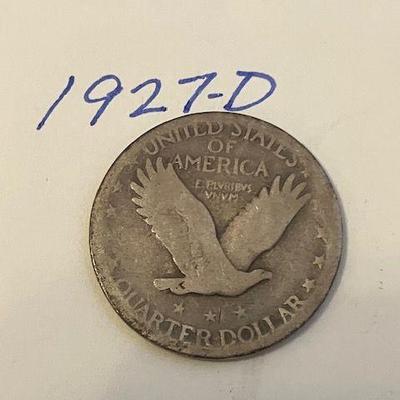 1927-D
UNITED STATES
OF
AMERICA
E PLURIBUS
UNUM
QUARTER DOLLAR